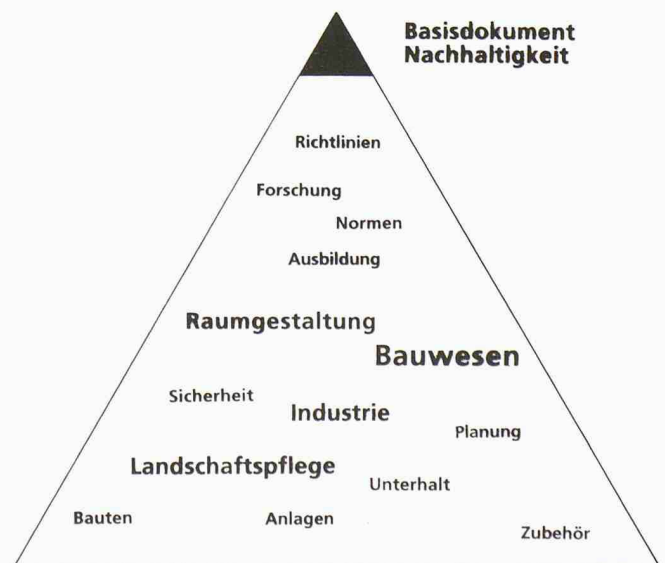 Basisdokument
Nachhaltigkeit
Richtlinien
Forschung
Normen
Ausbildung
Raumgestaltung
Bauwesen
Sicherheit
Industrie
Planung
Landschaftspflege
Unterhalt
Bauten
Anlagen
Zubehör